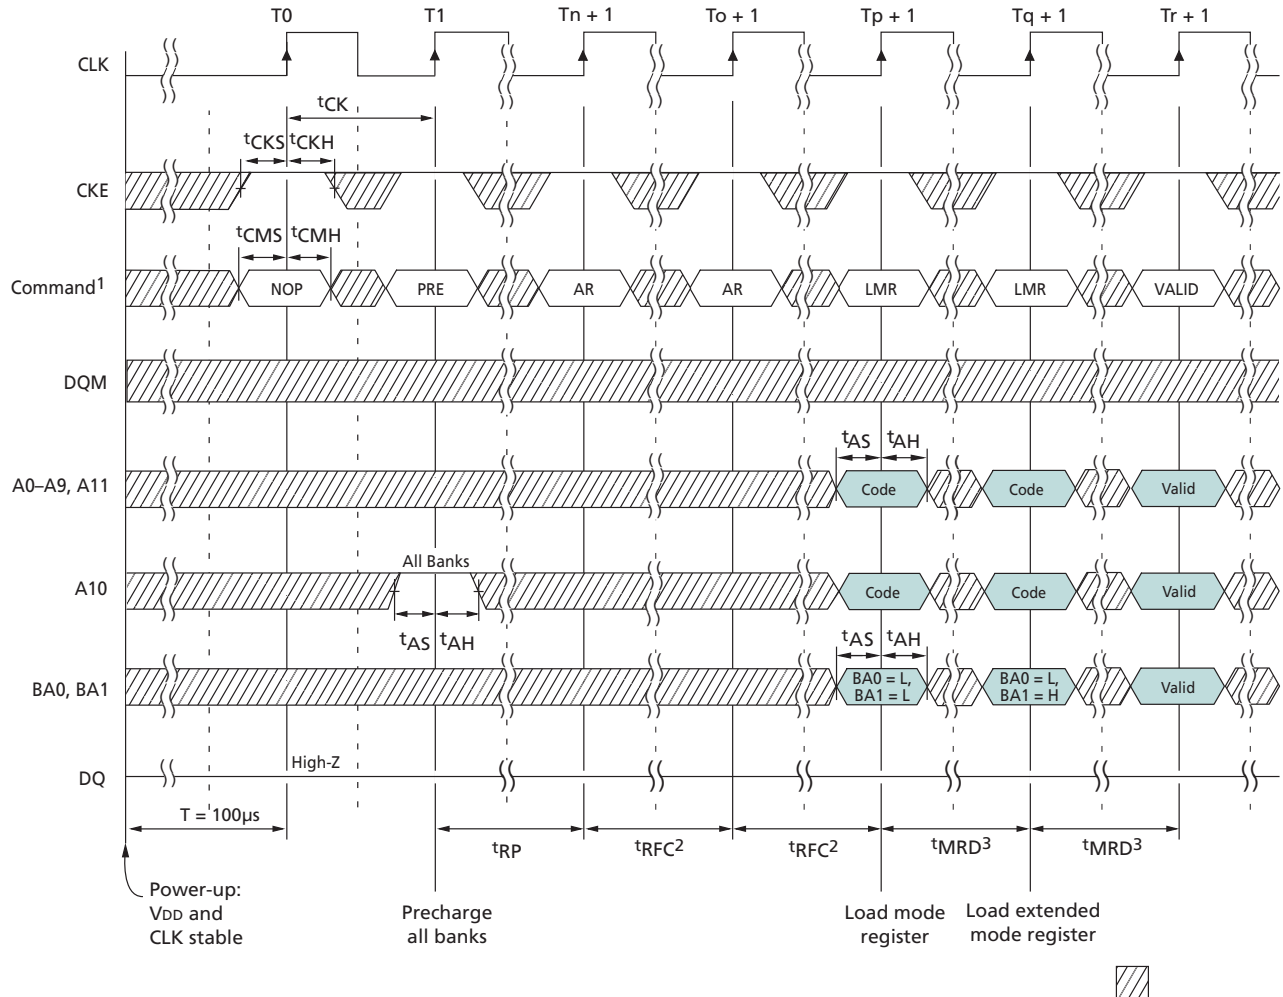 T0 T1 Tn + 1 To + 1 Tp + 1 Tq + 1 Tr + 1
CLK
tCK
tCKS tCKH
CKE
tCMS tCMH
Command1 NOP PRE AR AR LMR LMR VALID
DQM
tAS tAH
A0–A9, A11 Code Code Valid
All Banks
A10 Code Code Valid
tAS tAH tAS tAH
BA0, BA1 BA0 = L, BA1 = L BA0 = L, BA1 = H Valid
High-Z
DQ
T = 100µs
tRP tRFC2 tRFC2 tMRD3 tMRD3
Power-up:
VDD and
CLK stable
Precharge
all banks
Load mode
register
Load extended
mode register